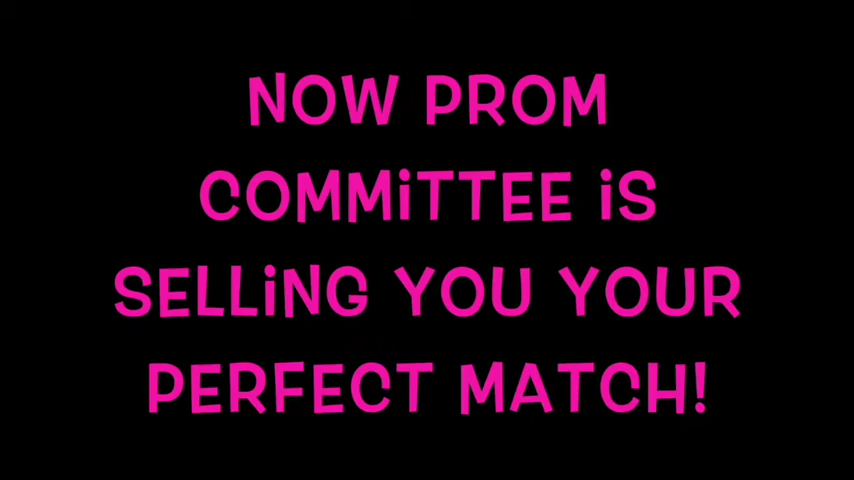 NOW PROM
COMMiTTEE iS
SELLiNG YOU YOUR
PERFECT MATCH!